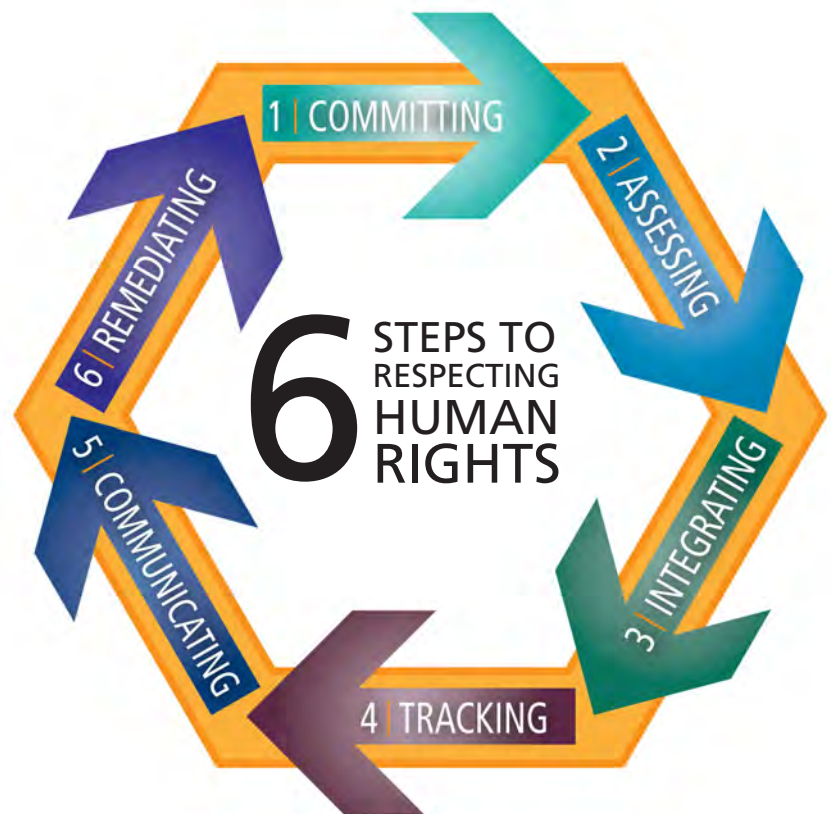 6
STEPS TO
RESPECTING
HUMAN
RIGHTS
1 | COMMITTING
2 | ASSESSING
3 | INTEGRATING
4 | TRACKING
5 | COMMUNICATING
6 | REMEDIATING